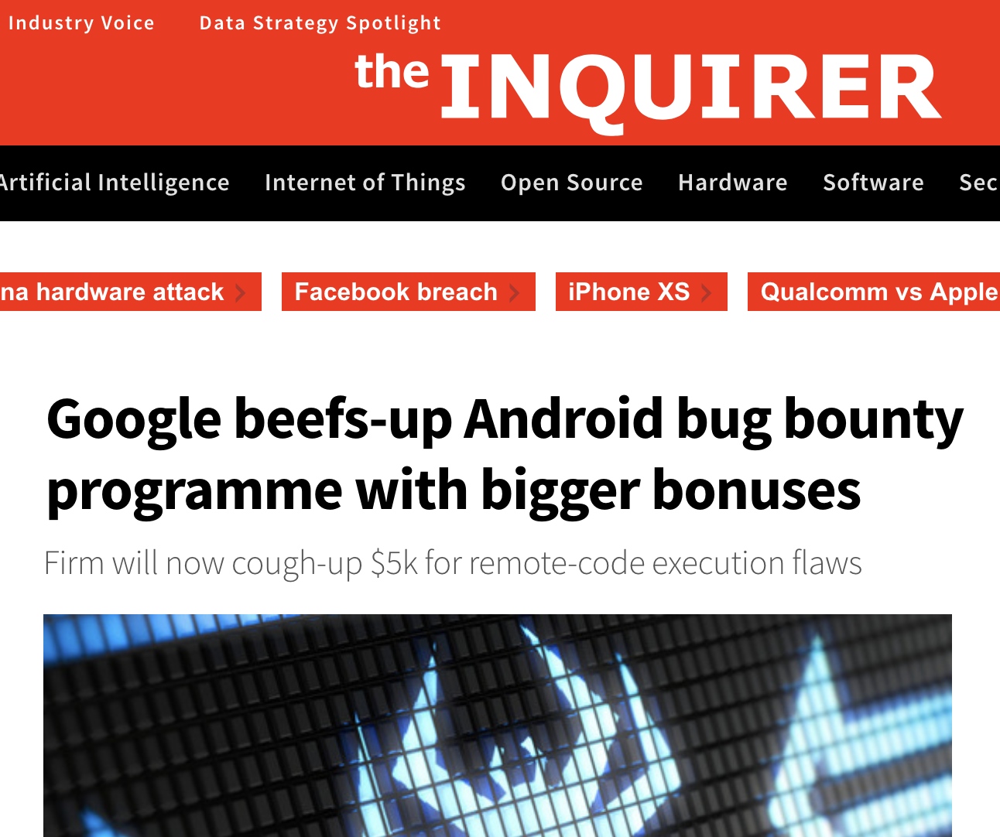 Industry Voice Data Strategy Spotlight
the INQUIRER
Artificial Intelligence Internet of Things Open Source Hardware Software Sec
na hardware attack Facebook breach iPhone XS Qualcomm vs Apple
Google beefs-up Android bug bounty
programme with bigger bonuses
Firm will now cough-up $5k for remote-code execution flaws